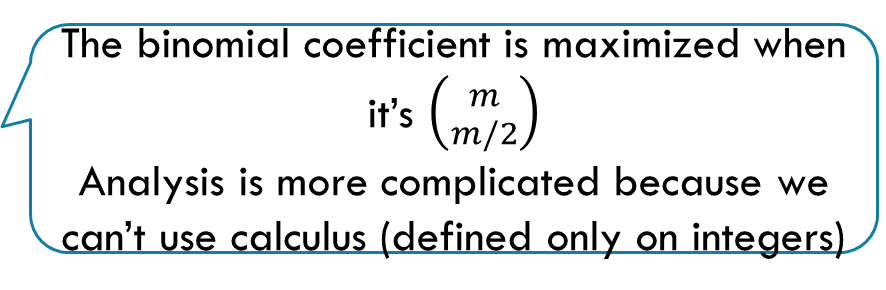 The binomial coefficient is maximized when
it’s (m m/2)
Analysis is more complicated because we
can’t use calculus (defined only on integers)